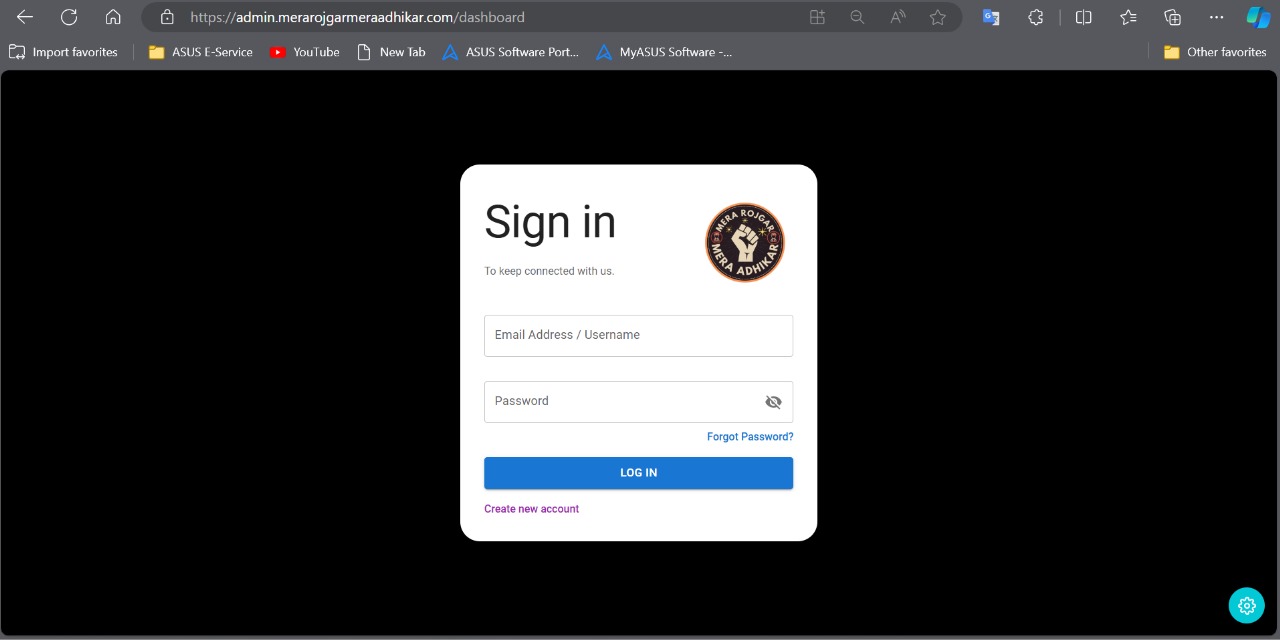 https://admin.merarojgarmeraadhikar.com/dashboard
Import favorites
ASUS E-Service
YouTube
New Tab
ASUS Software Port...
MyASUS Software -...
Other favorites
Sign in
MERA ROJGAR
MERA ADHIKAR
To keep connected with us.
Email Address / Username
Password
Forgot Password?
LOG IN
Create new account